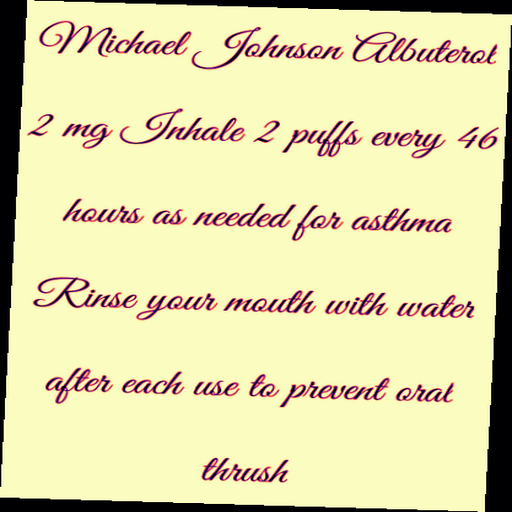 Michael Johnson Albuterol
2 mg Inhale 2 puffs every 46
hours as needed for asthma
Rinse your mouth with water
after each use to prevent oral
thrush